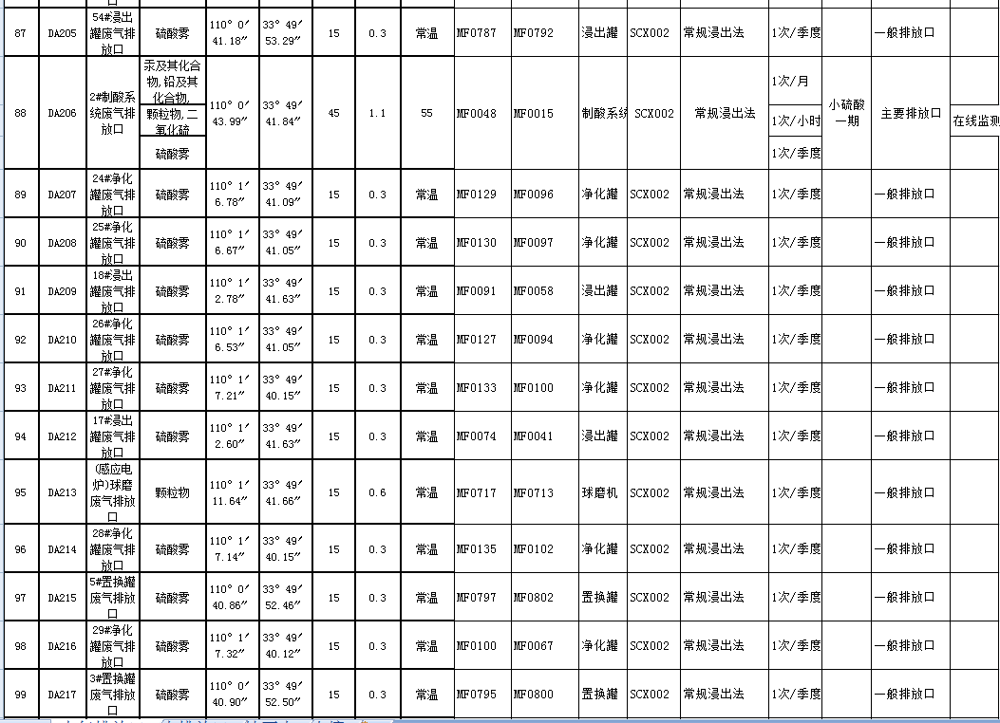 口
87 DA205 54#浸出罐废气排放口 硫酸雾 110° 0′ 41.18″ 33° 49′ 53.29″ 15 0.3 常温 MF0787 MF0792 浸出罐 SCX002 常规浸出法 1次/季度 一般排放口
88 DA206 2#制酸系统废气排放口 汞及其化合物,铅及其化合物, 110° 0′ 43.99″ 33° 49′ 41.84″ 45 1.1 55 MF0048 MF0015 制酸系统 SCX002 常规浸出法 1次/月 小硫酸一期 主要排放口
颗粒物,二氧化硫 1次/小时 在线监测
硫酸雾 1次/季度
89 DA207 24#净化罐废气排放口 硫酸雾 110° 1′ 6.78″ 33° 49′ 41.09″ 15 0.3 常温 MF0129 MF0096 净化罐 SCX002 常规浸出法 1次/季度 一般排放口
90 DA208 25#净化罐废气排放口 硫酸雾 110° 1′ 6.67″ 33° 49′ 41.05″ 15 0.3 常温 MF0130 MF0097 净化罐 SCX002 常规浸出法 1次/季度 一般排放口
91 DA209 18#浸出罐废气排放口 硫酸雾 110° 1′ 2.78″ 33° 49′ 41.63″ 15 0.3 常温 MF0091 MF0058 浸出罐 SCX002 常规浸出法 1次/季度 一般排放口
92 DA210 26#净化罐废气排放口 硫酸雾 110° 1′ 6.53″ 33° 49′ 41.05″ 15 0.3 常温 MF0127 MF0094 净化罐 SCX002 常规浸出法 1次/季度 一般排放口
93 DA211 27#净化罐废气排放口 硫酸雾 110° 1′ 7.21″ 33° 49′ 40.15″ 15 0.3 常温 MF0133 MF0100 净化罐 SCX002 常规浸出法 1次/季度 一般排放口
94 DA212 17#浸出罐废气排放口 硫酸雾 110° 1′ 2.60″ 33° 49′ 41.63″ 15 0.3 常温 MF0074 MF0041 浸出罐 SCX002 常规浸出法 1次/季度 一般排放口
95 DA213 (感应电炉)球磨废气排放口 颗粒物 110° 1′ 11.64″ 33° 49′ 41.66″ 15 0.6 常温 MF0717 MF0713 球磨机 SCX002 常规浸出法 1次/季度 一般排放口
96 DA214 28#净化罐废气排放口 硫酸雾 110° 1′ 7.14″ 33° 49′ 40.15″ 15 0.3 常温 MF0135 MF0102 净化罐 SCX002 常规浸出法 1次/季度 一般排放口
97 DA215 5#置换罐废气排放口 硫酸雾 110° 0′ 40.86″ 33° 49′ 52.46″ 15 0.3 常温 MF0797 MF0802 置换罐 SCX002 常规浸出法 1次/季度 一般排放口
98 DA216 29#净化罐废气排放口 硫酸雾 110° 1′ 7.32″ 33° 49′ 40.12″ 15 0.3 常温 MF0100 MF0067 净化罐 SCX002 常规浸出法 1次/季度 一般排放口
99 DA217 3#置换罐废气排放口 硫酸雾 110° 0′ 40.90″ 33° 49′ 52.50″ 15 0.3 常温 MF0795 MF0800 置换罐 SCX002 常规浸出法 1次/季度 一般排放口